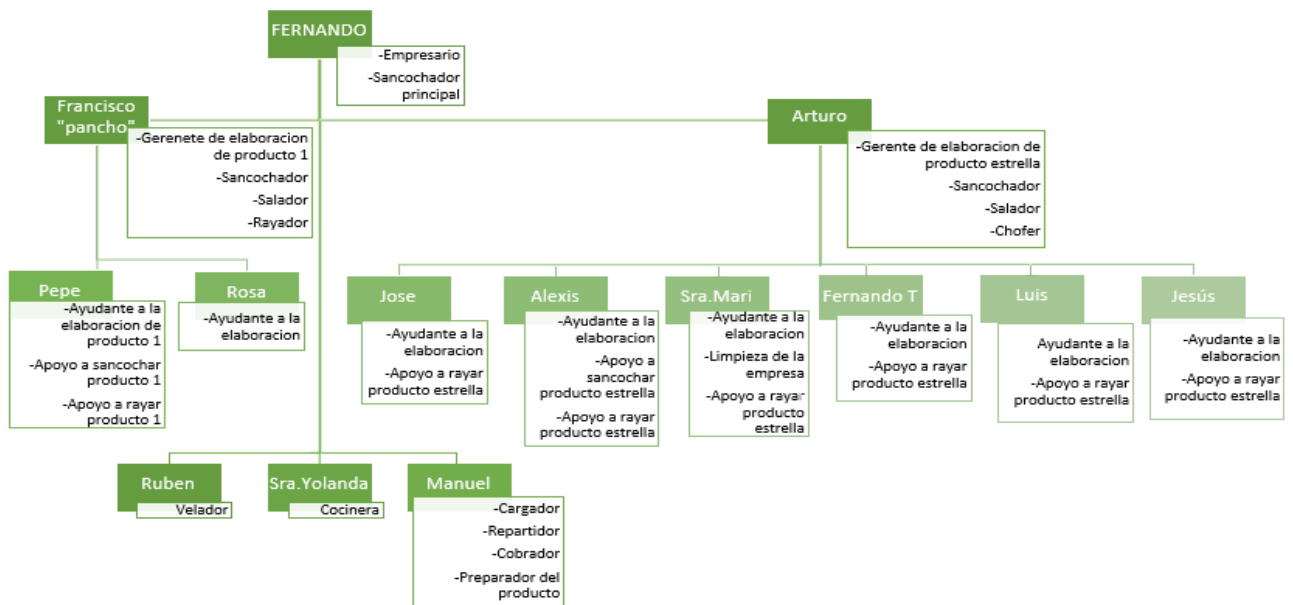 FERNANDO
-Empresario
-Sancochador
principal
Francisco
"pancho"
-Gerenete de elaboracion
de producto 1
-Sancochador
-Salador
-Rayador
Arturo
-Gerente de elaboracion de
producto estrella
-Sancochador
-Salador
-Chofer
Pepe
-Ayudante a la
elaboracion de
producto 1
-Apoyo a sancochar
producto 1
-Apoyo a rayar
producto 1
Rosa
-Ayudante a la
elaboracion
Jose
-Ayudante a la
elaboracion
-Apoyo a rayar
producto estrella
Alexis
-Ayudante a la
elaboracion
-Apoyo a
sancochar
producto estrella
-Apoyo a rayar
producto estrella
Sra.Mari
-Ayudante a la
elaboracion
-Limpieza de la
empresa
-Apoyo a rayar
producto
estrella
Fernando T
-Ayudante a la
elaboracion
-Apoyo a rayar
producto estrella
Luis
Ayudante a la
elaboracion
-Apoyo a rayar
producto estrella
Jesús
-Ayudante a la
elaboracion
-Apoyo a rayar
producto estrella
Ruben
Velador
Sra.Yolanda
Cocinera
Manuel
-Cargador
-Repartidor
-Cobrador
-Preparador del
producto